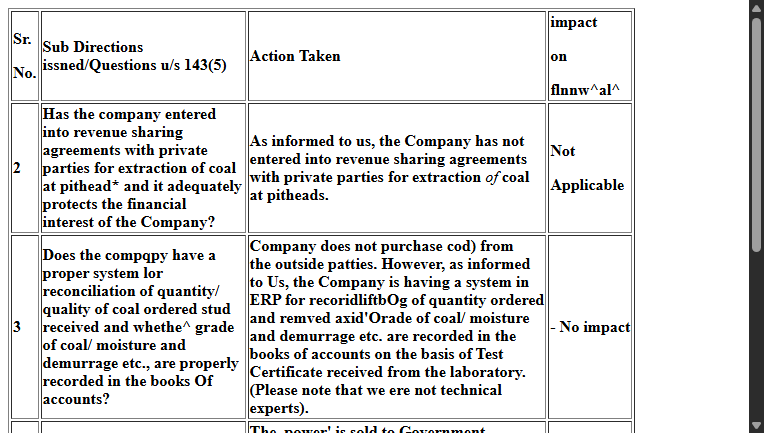 Sr.
No.
Sub Directions
issned/Questions u/s 143(5)
Action Taken
impact
on
flnnw^al^
2
Has the company entered
into revenue sharing
agreements with private
parties for extraction of coal
at pithead* and it adequately
protects the financial
interest of the Company?
As informed to us, the Company has not
entered into revenue sharing agreements
with private parties for extraction of coal
at pitheads.
Not
Applicable
3
Does the compqpy have a
proper system lor
reconciliation of quantity/
quality of coal ordered stud
received and whethe^ grade
of coal/ moisture and
demurrage etc., are properly
recorded in the books Of
accounts?
Company does not purchase cod) from
the outside patties. However, as informed
to Us, the Company is having a system in
ERP for recoridliftbOg of quantity ordered
and remved axid'Orade of coal/ moisture
and demurrage etc. are recorded in the
books of accounts on the basis of Test
Certificate received from the laboratory.
(Please note that we ere not technical
experts).
- No impact
The power' is sold to Government